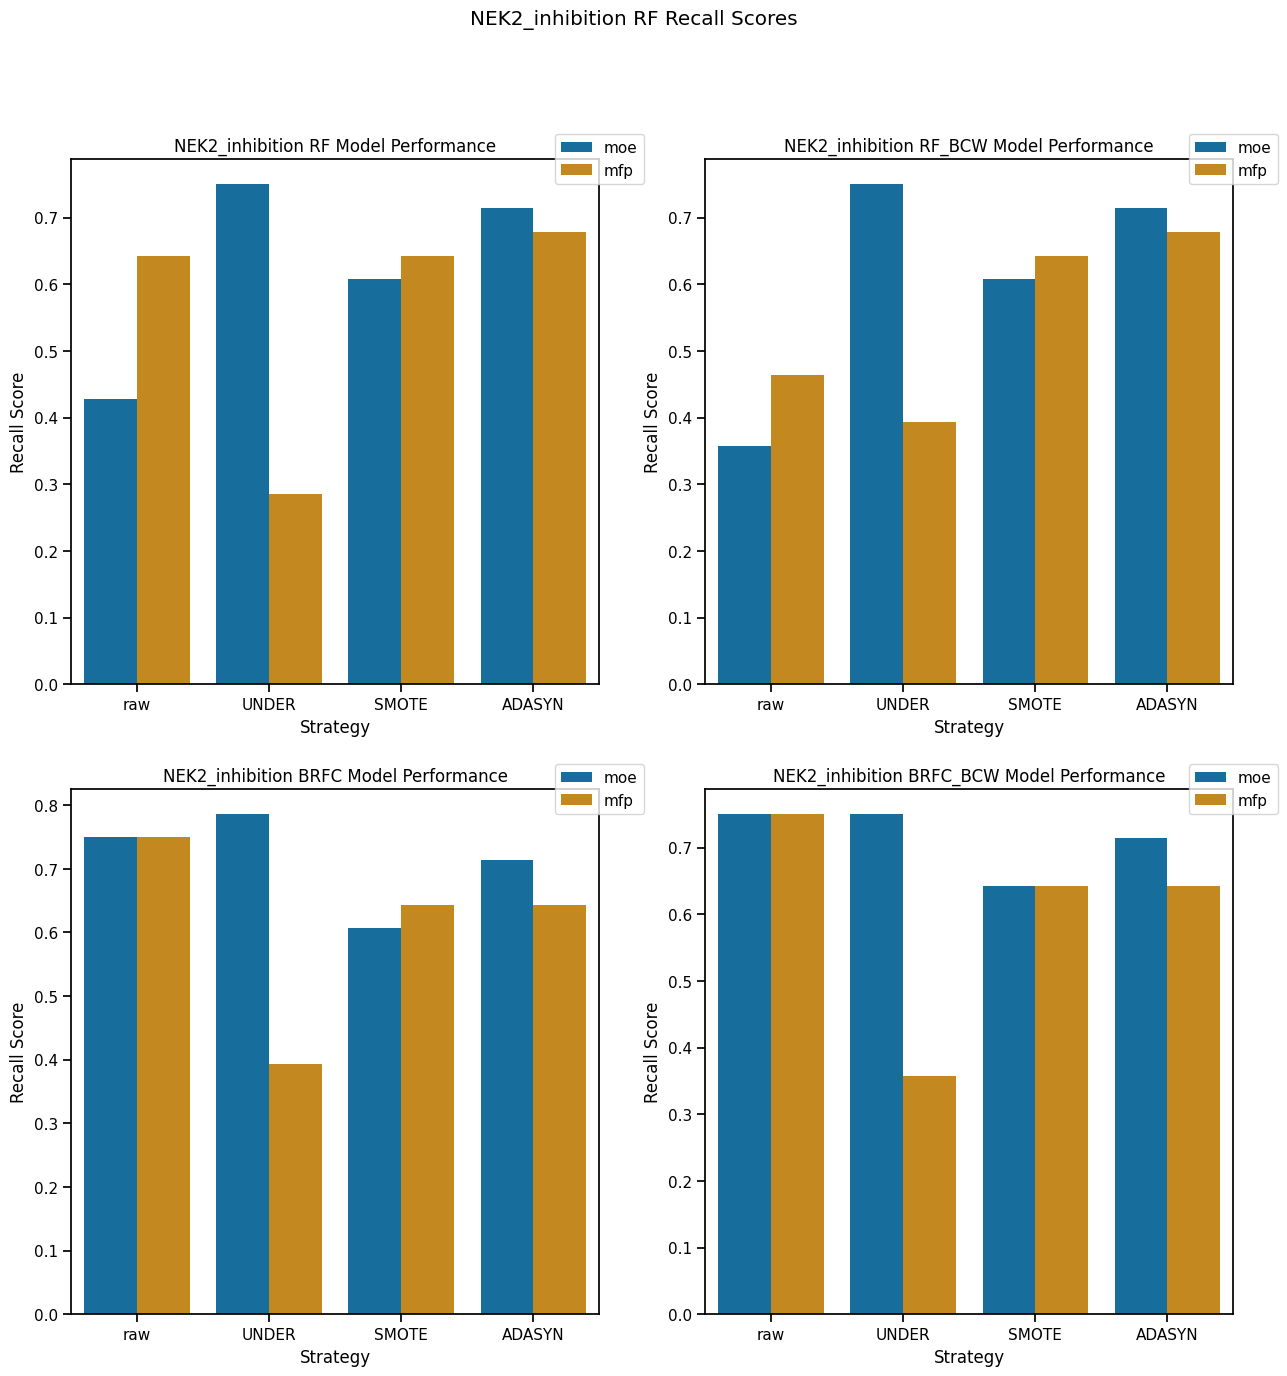 NEK2_inhibition RF Recall Scores
NEK2_inhibition RF Model Performance
moe
mfp
Recall Score
0.7
0.6
0.5
0.4
0.3
0.2
0.1
0.0
raw UNDER SMOTE ADASYN
Strategy
NEK2_inhibition RF_BCW Model Performance
moe
mfp
Recall Score
0.7
0.6
0.5
0.4
0.3
0.2
0.1
0.0
raw UNDER SMOTE ADASYN
Strategy
NEK2_inhibition BRFC Model Performance
moe
mfp
Recall Score
0.8
0.7
0.6
0.5
0.4
0.3
0.2
0.1
0.0
raw UNDER SMOTE ADASYN
Strategy
NEK2_inhibition BRFC_BCW Model Performance
moe
mfp
Recall Score
0.7
0.6
0.5
0.4
0.3
0.2
0.1
0.0
raw UNDER SMOTE ADASYN
Strategy